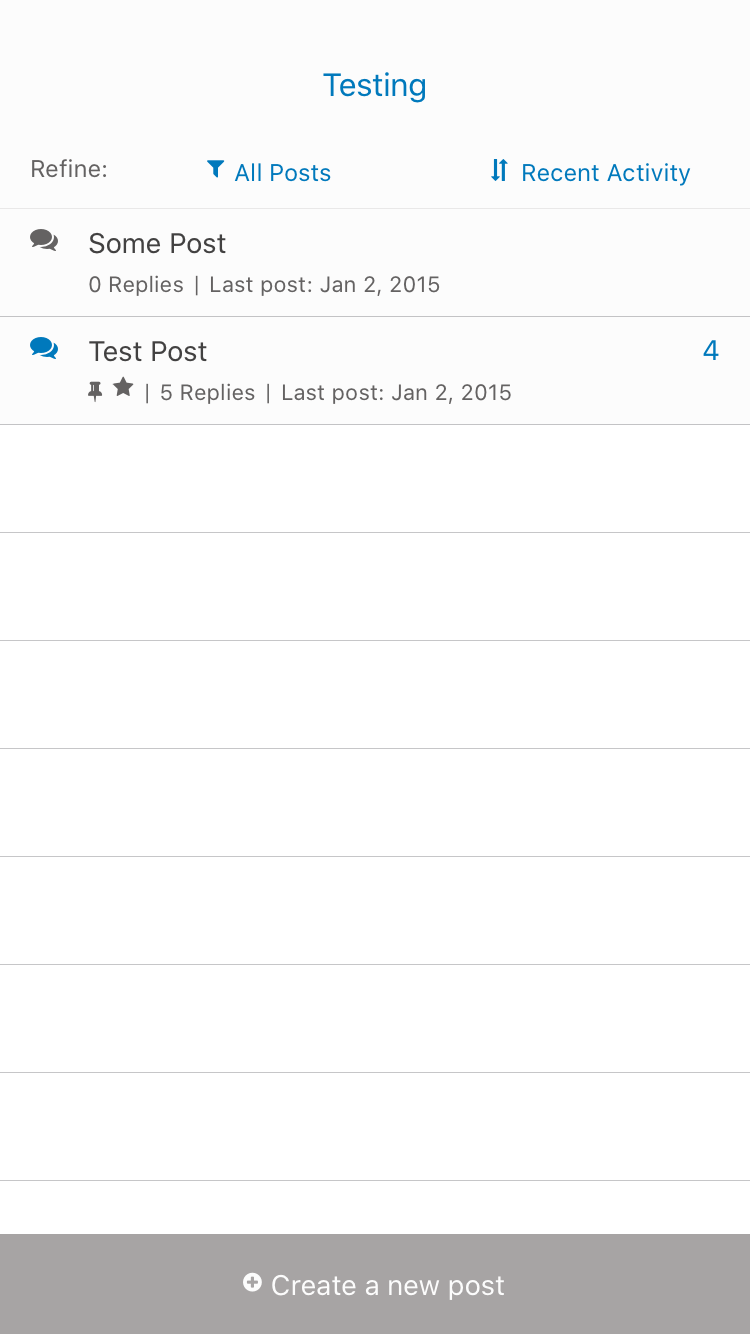 Testing
Refine: All Posts Recent Activity
Some Post
0 Replies | Last post: Jan 2, 2015
Test Post 4
| 5 Replies | Last post: Jan 2, 2015
Create a new post